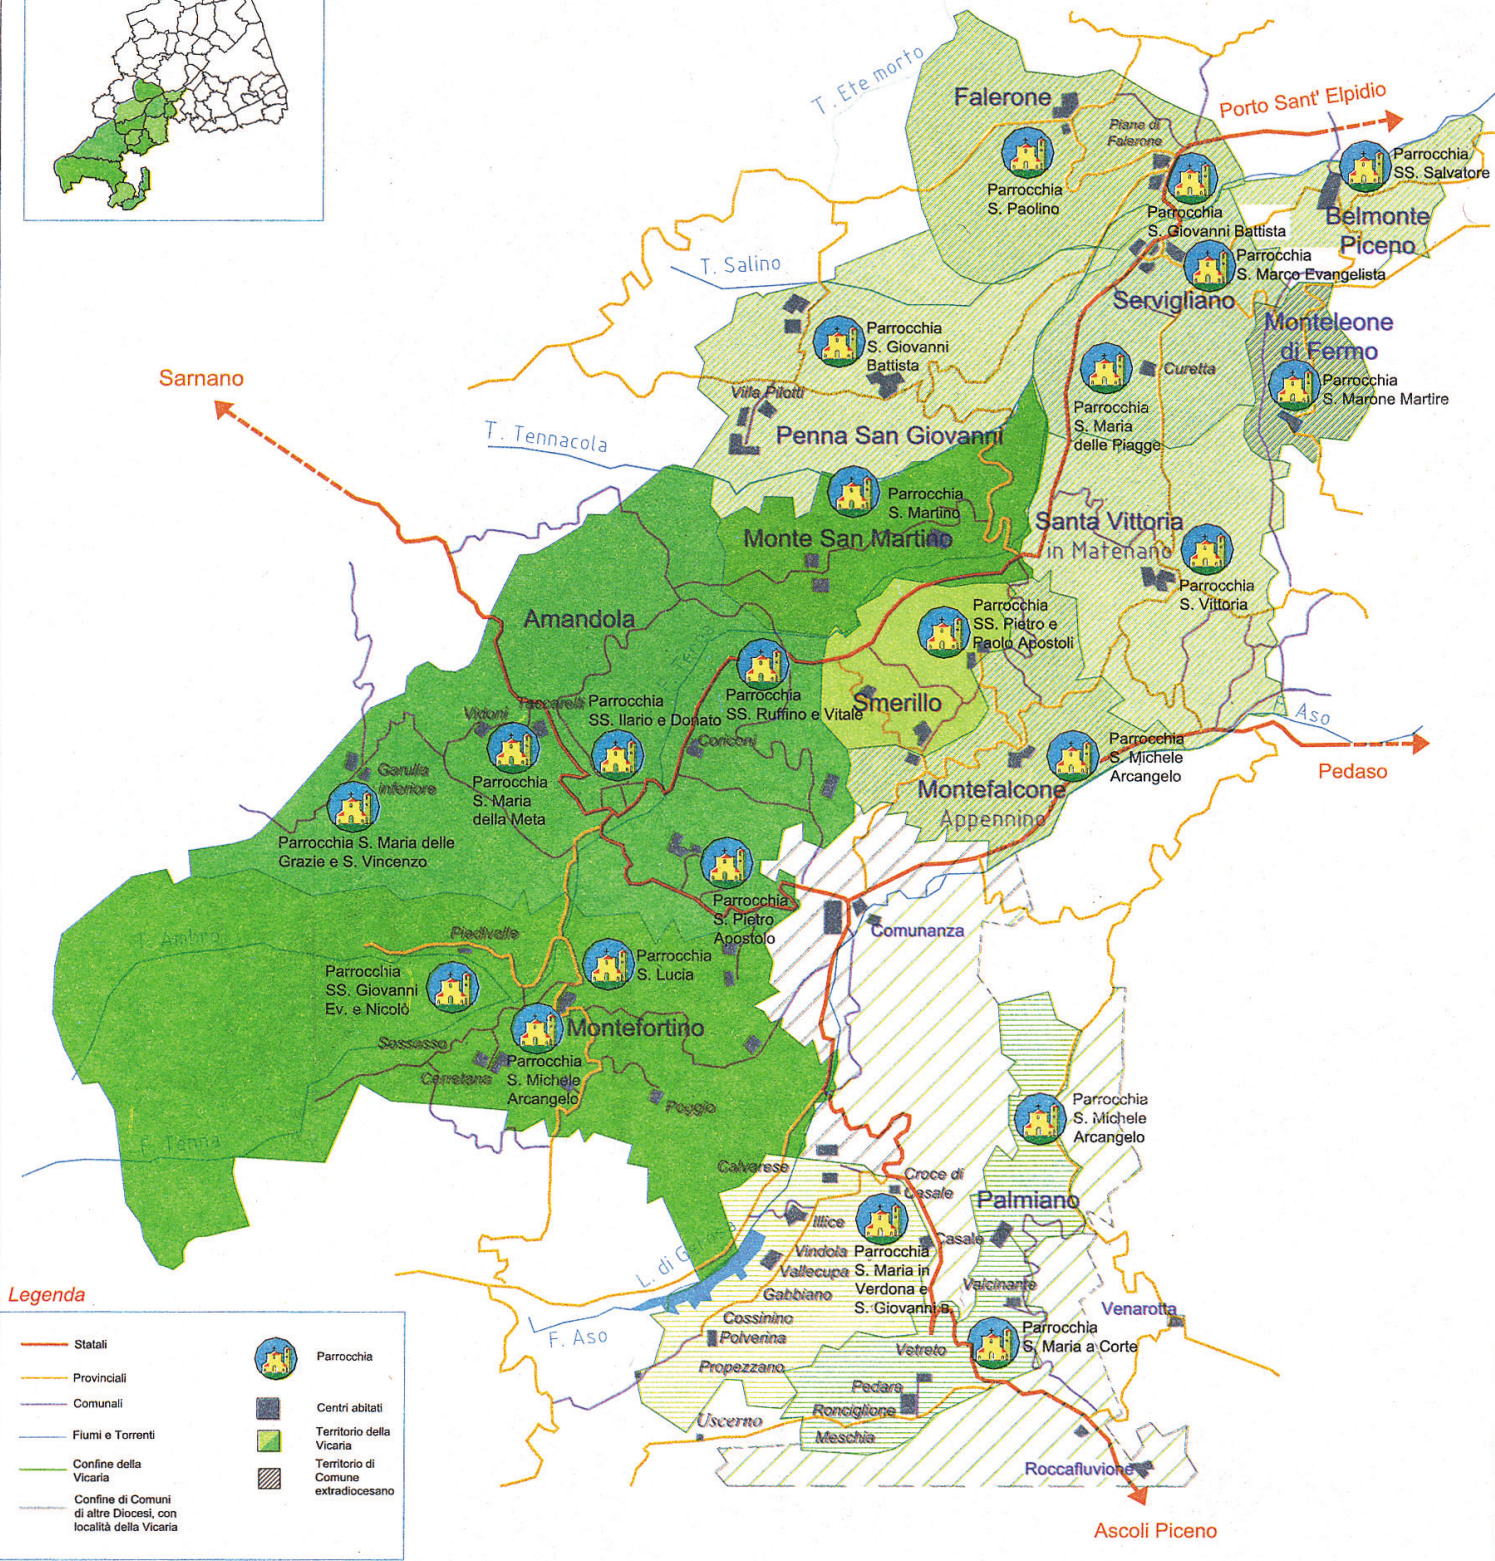 T. Ete morto
Falerone
Piane di
Falerone
Porto Sant' Elpidio
Parrocchia
SS. Salvatore
Parrocchia
S. Paolino
Parrocchia
S. Giovanni Battista
Belmonte
Piceno
T. Salino
Parrocchia
S. Marco Evangelista
Servigliano
Parrocchia
S. Giovanni
Battista
Monteleone
di Fermo
Sarnano
Villa Pilotti
Curetta
Parrocchia
S. Marone Martire
Parrocchia
S. Maria
delle Piagge
T. Tennacola
Penna San Giovanni
Parrocchia
S. Martino
Monte San Martino
Santa Vittoria
in Matenano
Parrocchia
S. Vittoria
Amandola
Parrocchia
SS. Pietro e
Paolo Apostoli
F. Tenna
Vidoni
Taccarelli
Parrocchia
SS. Ilario e Donato
Parrocchia
SS. Ruffino e Vitale
Smerillo
F. Aso
Coriconi
Parrocchia
S. Michele
Arcangelo
Pedaso
Garulla
inferiore
Parrocchia
S. Maria
della Meta
Montefalcone
Appennino
Parrocchia S. Maria delle
Grazie e S. Vincenzo
Parrocchia
S. Pietro
Apostolo
Comunanza
Ambro
Piedivalle
Parrocchia
S. Lucia
Parrocchia
SS. Giovanni
Ev. e Nicolò
Montefortino
Sossasso
Cerretana
Parrocchia
S. Michele
Arcangelo
Poggio
Parrocchia
S. Michele
Arcangelo
F. Tenna
Calvarese
Croce di
Casale
Palmiano
Illice
Casale
L. di Gerosa
Vindola
Vallecupa
Parrocchia
S. Maria in
Verdona e
S. Giovanni B.
Gabbiano
Valcinante
Venarotta
Cossinino
Polverina
F. Aso
Parrocchia
S. Maria a Corte
Vetreto
Propezzano
Pedara
Ronciglione
Uscerno
Meschia
Roccafluvione
Ascoli Piceno
Legenda
Statali
Provinciali
Comunali
Fiumi e Torrenti
Confine della
Vicaria
Confine di Comuni
di altre Diocesi, con
località della Vicaria
Parrocchia
Centri abitati
Territorio della
Vicaria
Territorio di
Comune
extradiocesano